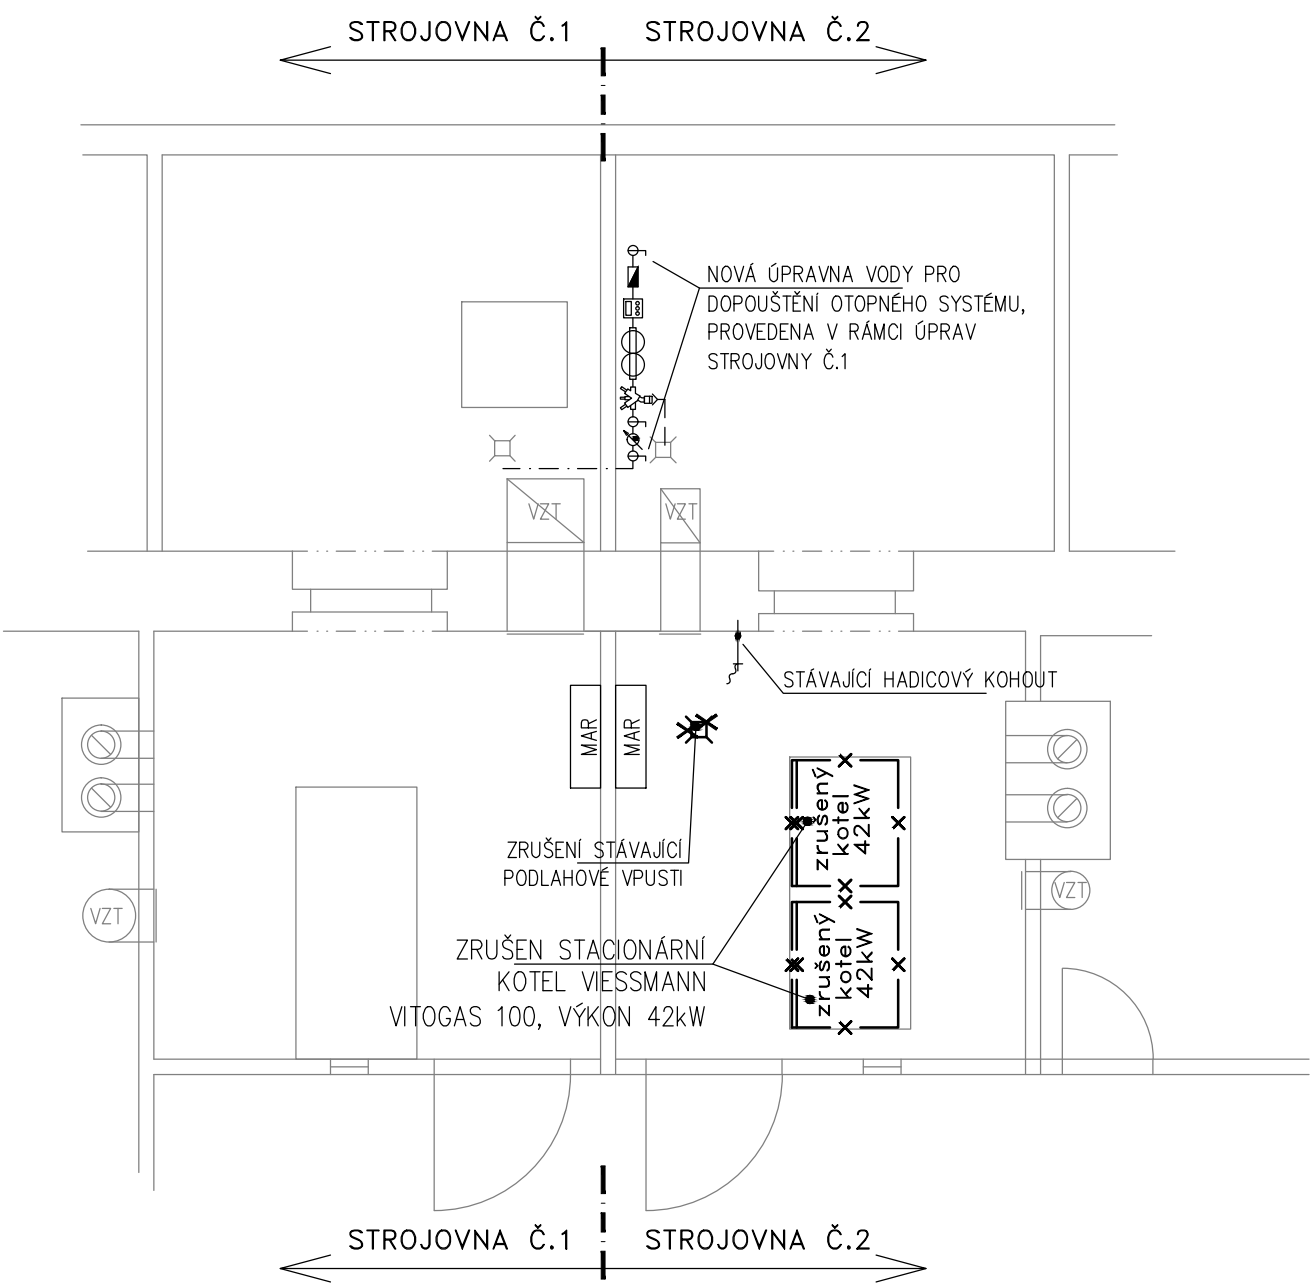 STROJOVNA Č.1
STROJOVNA Č.2
NOVÁ ÚPRAVNA VODY PRO
DOPOUŠTĚNÍ OTOPNÉHO SYSTÉMU,
PROVEDENA V RÁMCI ÚPRAV
STROJOVNY Č.1
VZT
VZT
STÁVAJÍCÍ HADICOVÝ KOHOUT
MAR
MAR
zrušený
kotel
42kW
ZRUŠENÍ STÁVAJÍCÍ
PODLAHOVÉ VPUSTI
VZT
VZT
zrušený
kotel
42kW
ZRUŠEN STACIONÁRNÍ
KOTEL VIESSMANN
VITOGAS 100, VÝKON 42kW
STROJOVNA Č.1
STROJOVNA Č.2